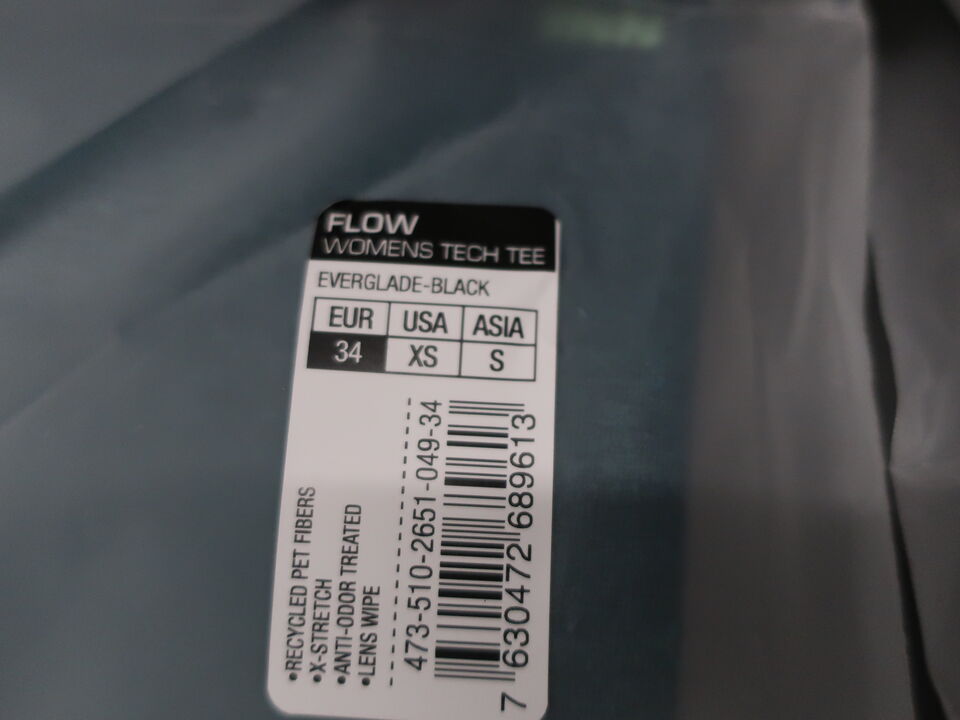 FLOW
WOMENS TECH TEE
EVERGLADE-BLACK
EUR USA ASIA
34 XS S
•RECYCLED PET FIBERS
•X-STRETCH
•ANTI-ODOR TREATED
•LENS WIPE
473-510-2651-049-34
7 630472 689613